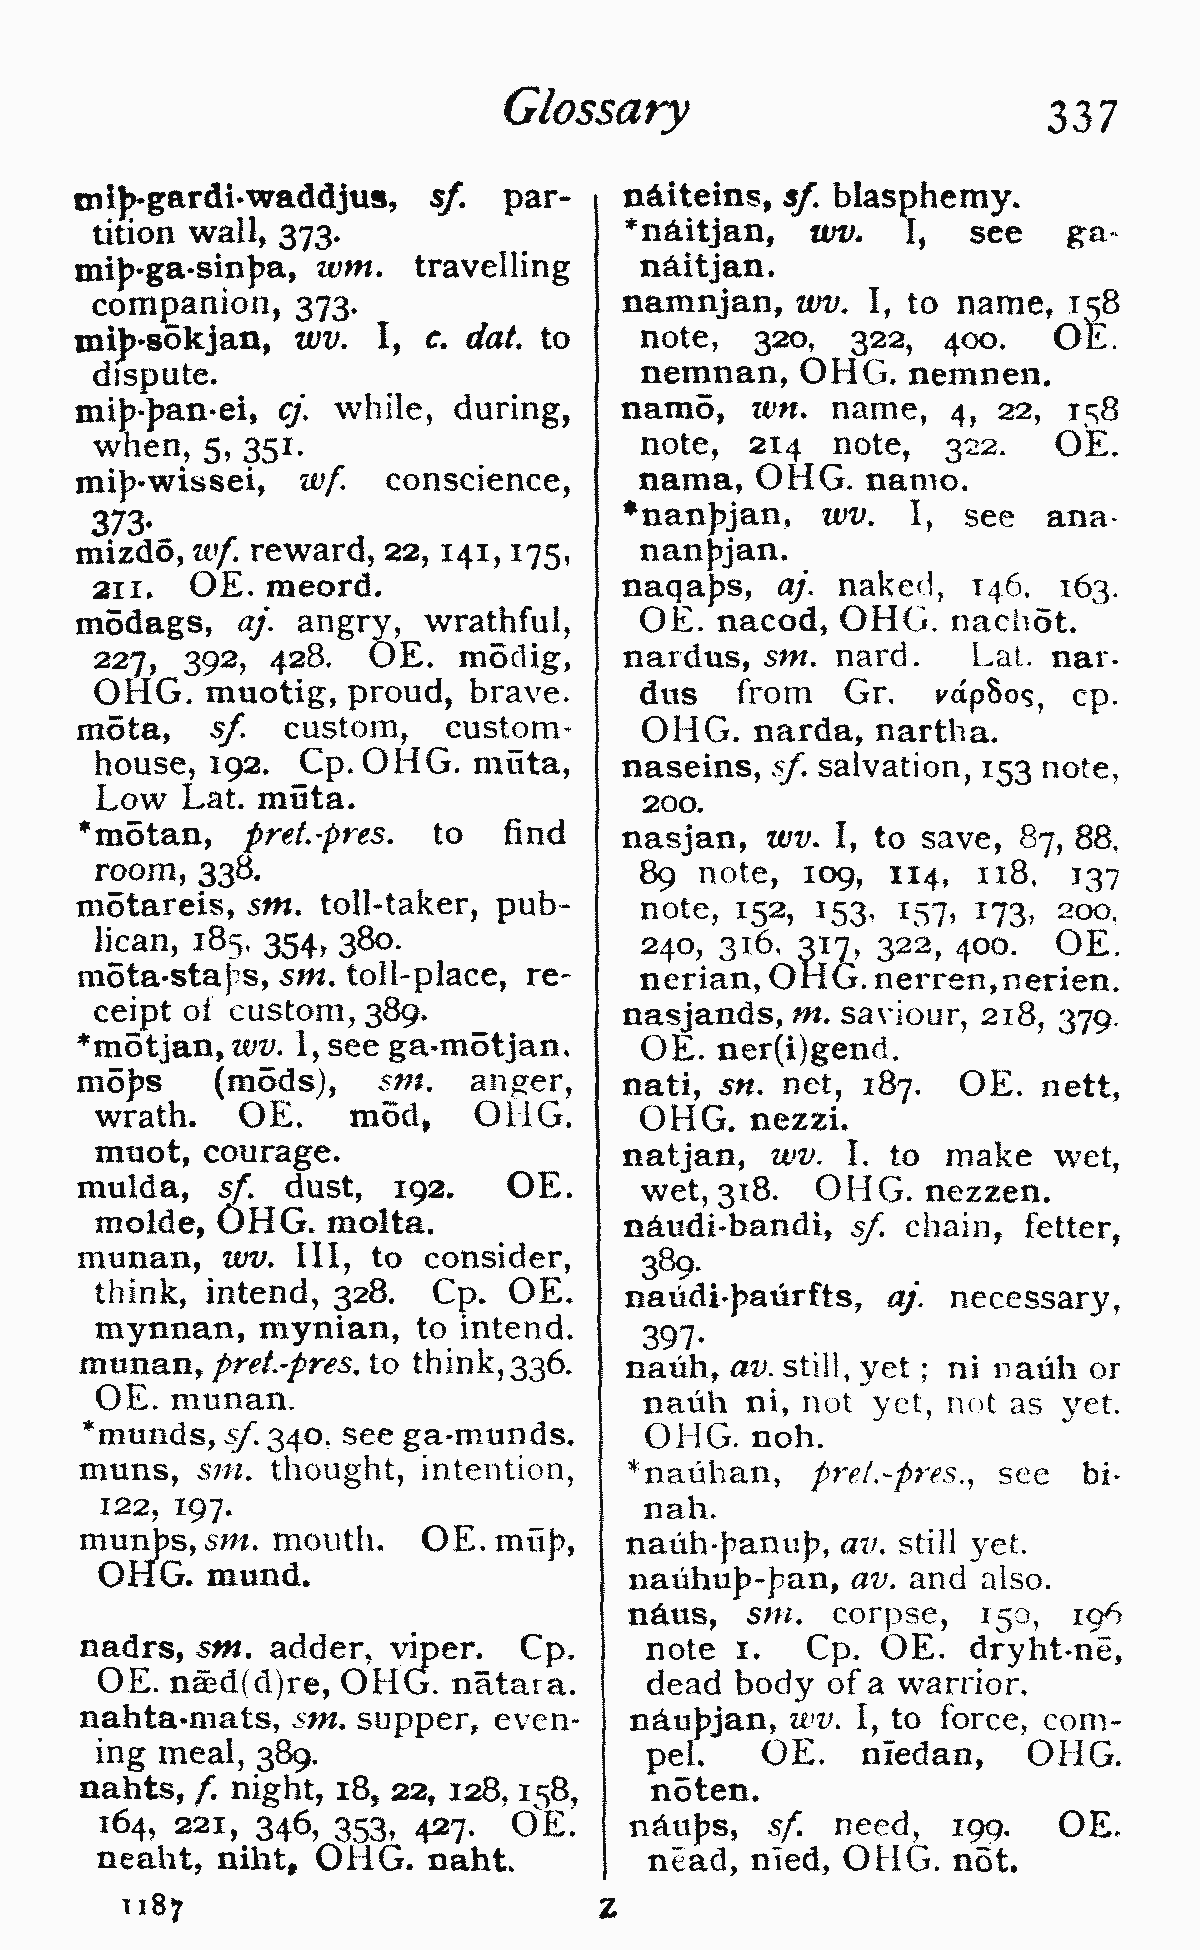 Glossary 337
miþ·gardi·waddjus, sf. par-
tition wall, 373.
miþ·ga·sinþa, wm. travelling
companion, 373.
miþ·sōkjan, wv. I, c. dat. to
dispute.
miþ·þan·ei, cj. while, during,
when, 5, 351.
miþ·wissei, wf. conscience,
373.
mizdō, wf. reward, 22, 141, 175,
211. OE. meord.
mōdags, aj. angry, wrathful,
227, 392, 428. OE. mōdig,
OHG. muotig, proud, brave.
mōta, sf. custom, custom-
house, 192. Cp. OHG. mūta,
Low Lat. mūta.
*mōtan, pret.-pres. to find
room, 338.
mōtareis, sm. toll-taker, pub-
lican, 185, 354, 380.
mōta·staþs, sm. toll-place, re-
ceipt of custom, 389.
*mōtjan, wv. I, see ga·mōtjan.
mōþs (mōds), sm. anger,
wrath. OE. mōd, OHG.
muot, courage.
mulda, sf. dust, 192. OE.
molde, OHG. molta.
munan, wv. III, to consider,
think, intend, 328. Cp. OE.
mynnan, mynian, to intend.
munan, pret.-pres. to think, 336.
OE. munan.
*munds, sf. 340, see ga·munds.
muns, sm. thought, intention,
122, 197.
munþs, sm. mouth. OE. mūþ,
OHG. mund.
nadrs, sm. adder, viper. Cp.
OE. nǣd(d)re, OHG. nātara.
nahta·mats, sm. supper, even-
ing meal, 389.
nahts, f. night, 18, 22, 128, 158,
164, 221, 346, 353, 427. OE.
neaht, niht, OHG. naht.
náiteins, sf. blasphemy.
*náitjan, wv. I, see ga·
náitjan.
namnjan, wv. I, to name, 158
note, 320, 322, 400. OE.
nemnan, OHG. nemnen.
namō, wn. name, 4, 22, 158
note, 214 note, 322. OE.
nama, OHG. namo.
*nanþjan, wv. I, see ana·
nanþjan.
naqaþs, aj. naked, 146, 163.
OE. nacod, OHG. nachōt.
nardus, sm. nard. Lat. nar-
dus from Gr. νάρδος, cp.
OHG. narda, nartha.
naseins, sf. salvation, 153 note,
200.
nasjan, wv. I, to save, 87, 88,
89 note, 109, 114, 118, 137
note, 152, 153, 157, 173, 200,
240, 316, 317, 322, 400. OE.
nerian, OHG. nerren, nerien.
nasjands, m. saviour, 218, 379.
OE. ner(i)gend.
nati, sn. net, 187. OE. nett,
OHG. nezzi.
natjan, wv. I. to make wet,
wet, 318. OHG. nezzen.
náudi·bandi, sf. chain, fetter,
389.
naúdi·þaúrfts, aj. necessary,
397.
naúh, av. still, yet; ni naúh or
naúh ni, not yet, not as yet.
OHG. noh.
*naúhan, pret.-pres., see bi·
nah.
naúh·þanuþ, av. still yet.
naúhuþ-þan, av. and also.
náus, sm. corpse, 150, 196
note 1. Cp. OE. dryht·nē,
dead body of a warrior.
náuþjan, wv. I, to force, com-
pel. OE. nīedan, OHG.
nōten.
náuþs, sf. need, 199. OE.
nēad, nīed, OHG. nōt.
1187 Z